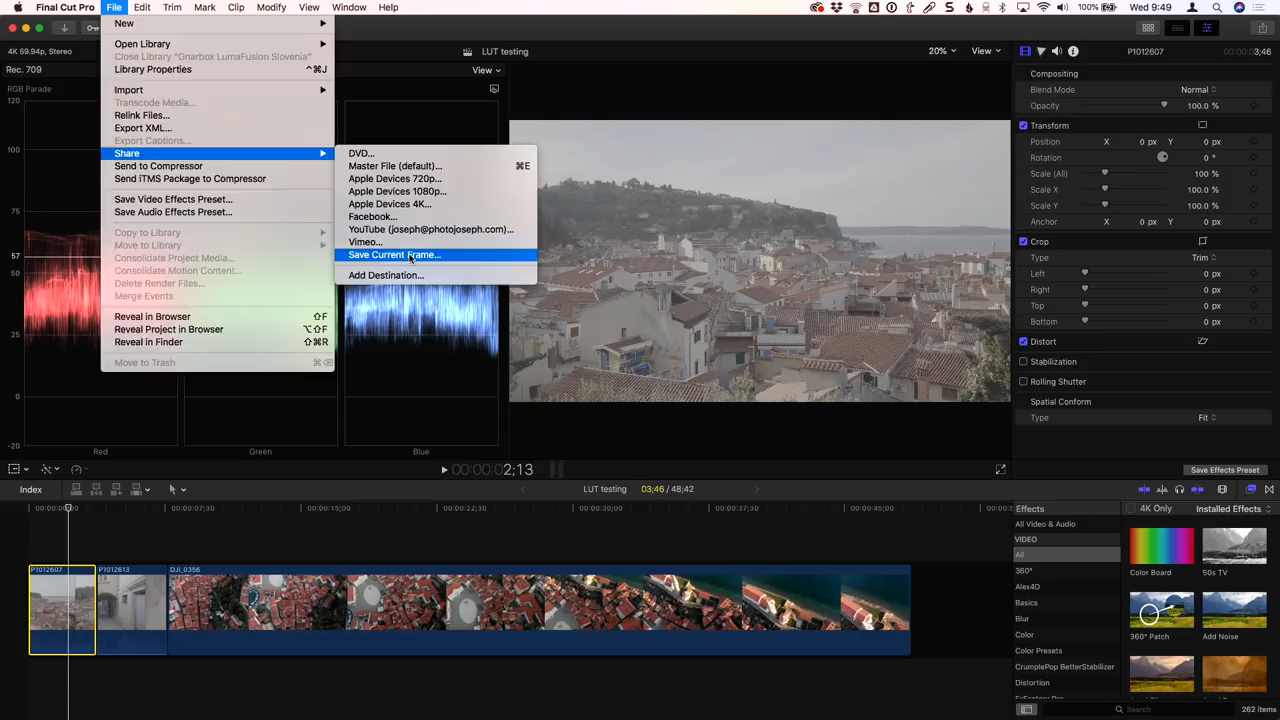 Final Cut Pro File Edit Trim Mark Clip Modify View Window Help 100% Wed 9:49
4K 59.94p, Stereo LUT testing 20% View P1012607 3;46
Rec. 709 View
RGB Parade
120
100
75
57
50
25
0
-20
Red Green Blue
New
Open Library
Close Library "Gnarbox LumaFusion Slovenia"
Library Properties ^⌘J
Import
Transcode Media...
Relink Files...
Export XML...
Export Captions...
Share
Send to Compressor
Send iTMS Package to Compressor
Save Video Effects Preset...
Save Audio Effects Preset...
Copy to Library
Move to Library
Consolidate Project Media...
Consolidate Motion Content...
Delete Render Files...
Merge Events
Reveal in Browser ⇧F
Reveal Project in Browser ⌥⇧F
Reveal in Finder ⇧⌘R
Move to Trash ⌘⌫
DVD...
Master File (default)... ⌘E
Apple Devices 720p...
Apple Devices 1080p...
Apple Devices 4K...
Facebook...
YouTube (joseph@photojoseph.com)...
Vimeo...
Save Current Frame...
Add Destination...
Compositing
Blend Mode Normal
Opacity 100.0 %
Transform
Position X 0 px Y 0 px
Rotation 0 °
Scale (All) 100 %
Scale X 100.0 %
Scale Y 100.0 %
Anchor X 0 px Y 0 px
Crop
Type Trim
Left 0 px
Right 0 px
Top 0 px
Bottom 0 px
Distort
Stabilization
Rolling Shutter
Spatial Conform
Type Fit
00:00:00:02;13 Save Effects Preset
Index LUT testing 03;46 / 48;42
00:00:07;30 00:00:15;00 00:00:22;30 00:00:30;00 00:00:37;30 00:00:45;00
P1012607 P1012613 DJI_0356
Effects 4K Only Installed Effects
All Video & Audio
VIDEO
All
360°
Alex4D
Basics
Blur
Color
Color Presets
CrumplePop BetterStabilizer
Distortion
Color Board 50s TV
360° Patch Add Noise
Search 262 items